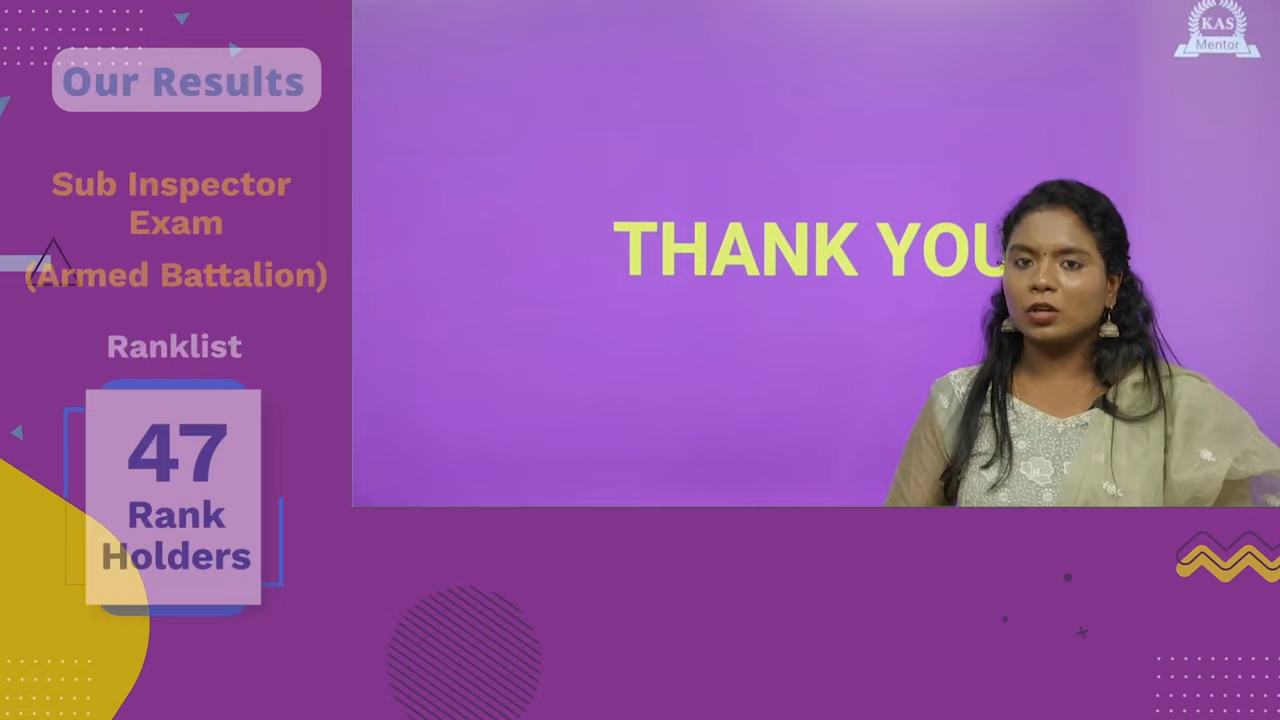 Our Results
Sub Inspector
Exam
(Armed Battalion)
Ranklist
47
Rank
Holders
THANK YOU
KAS
Mentor